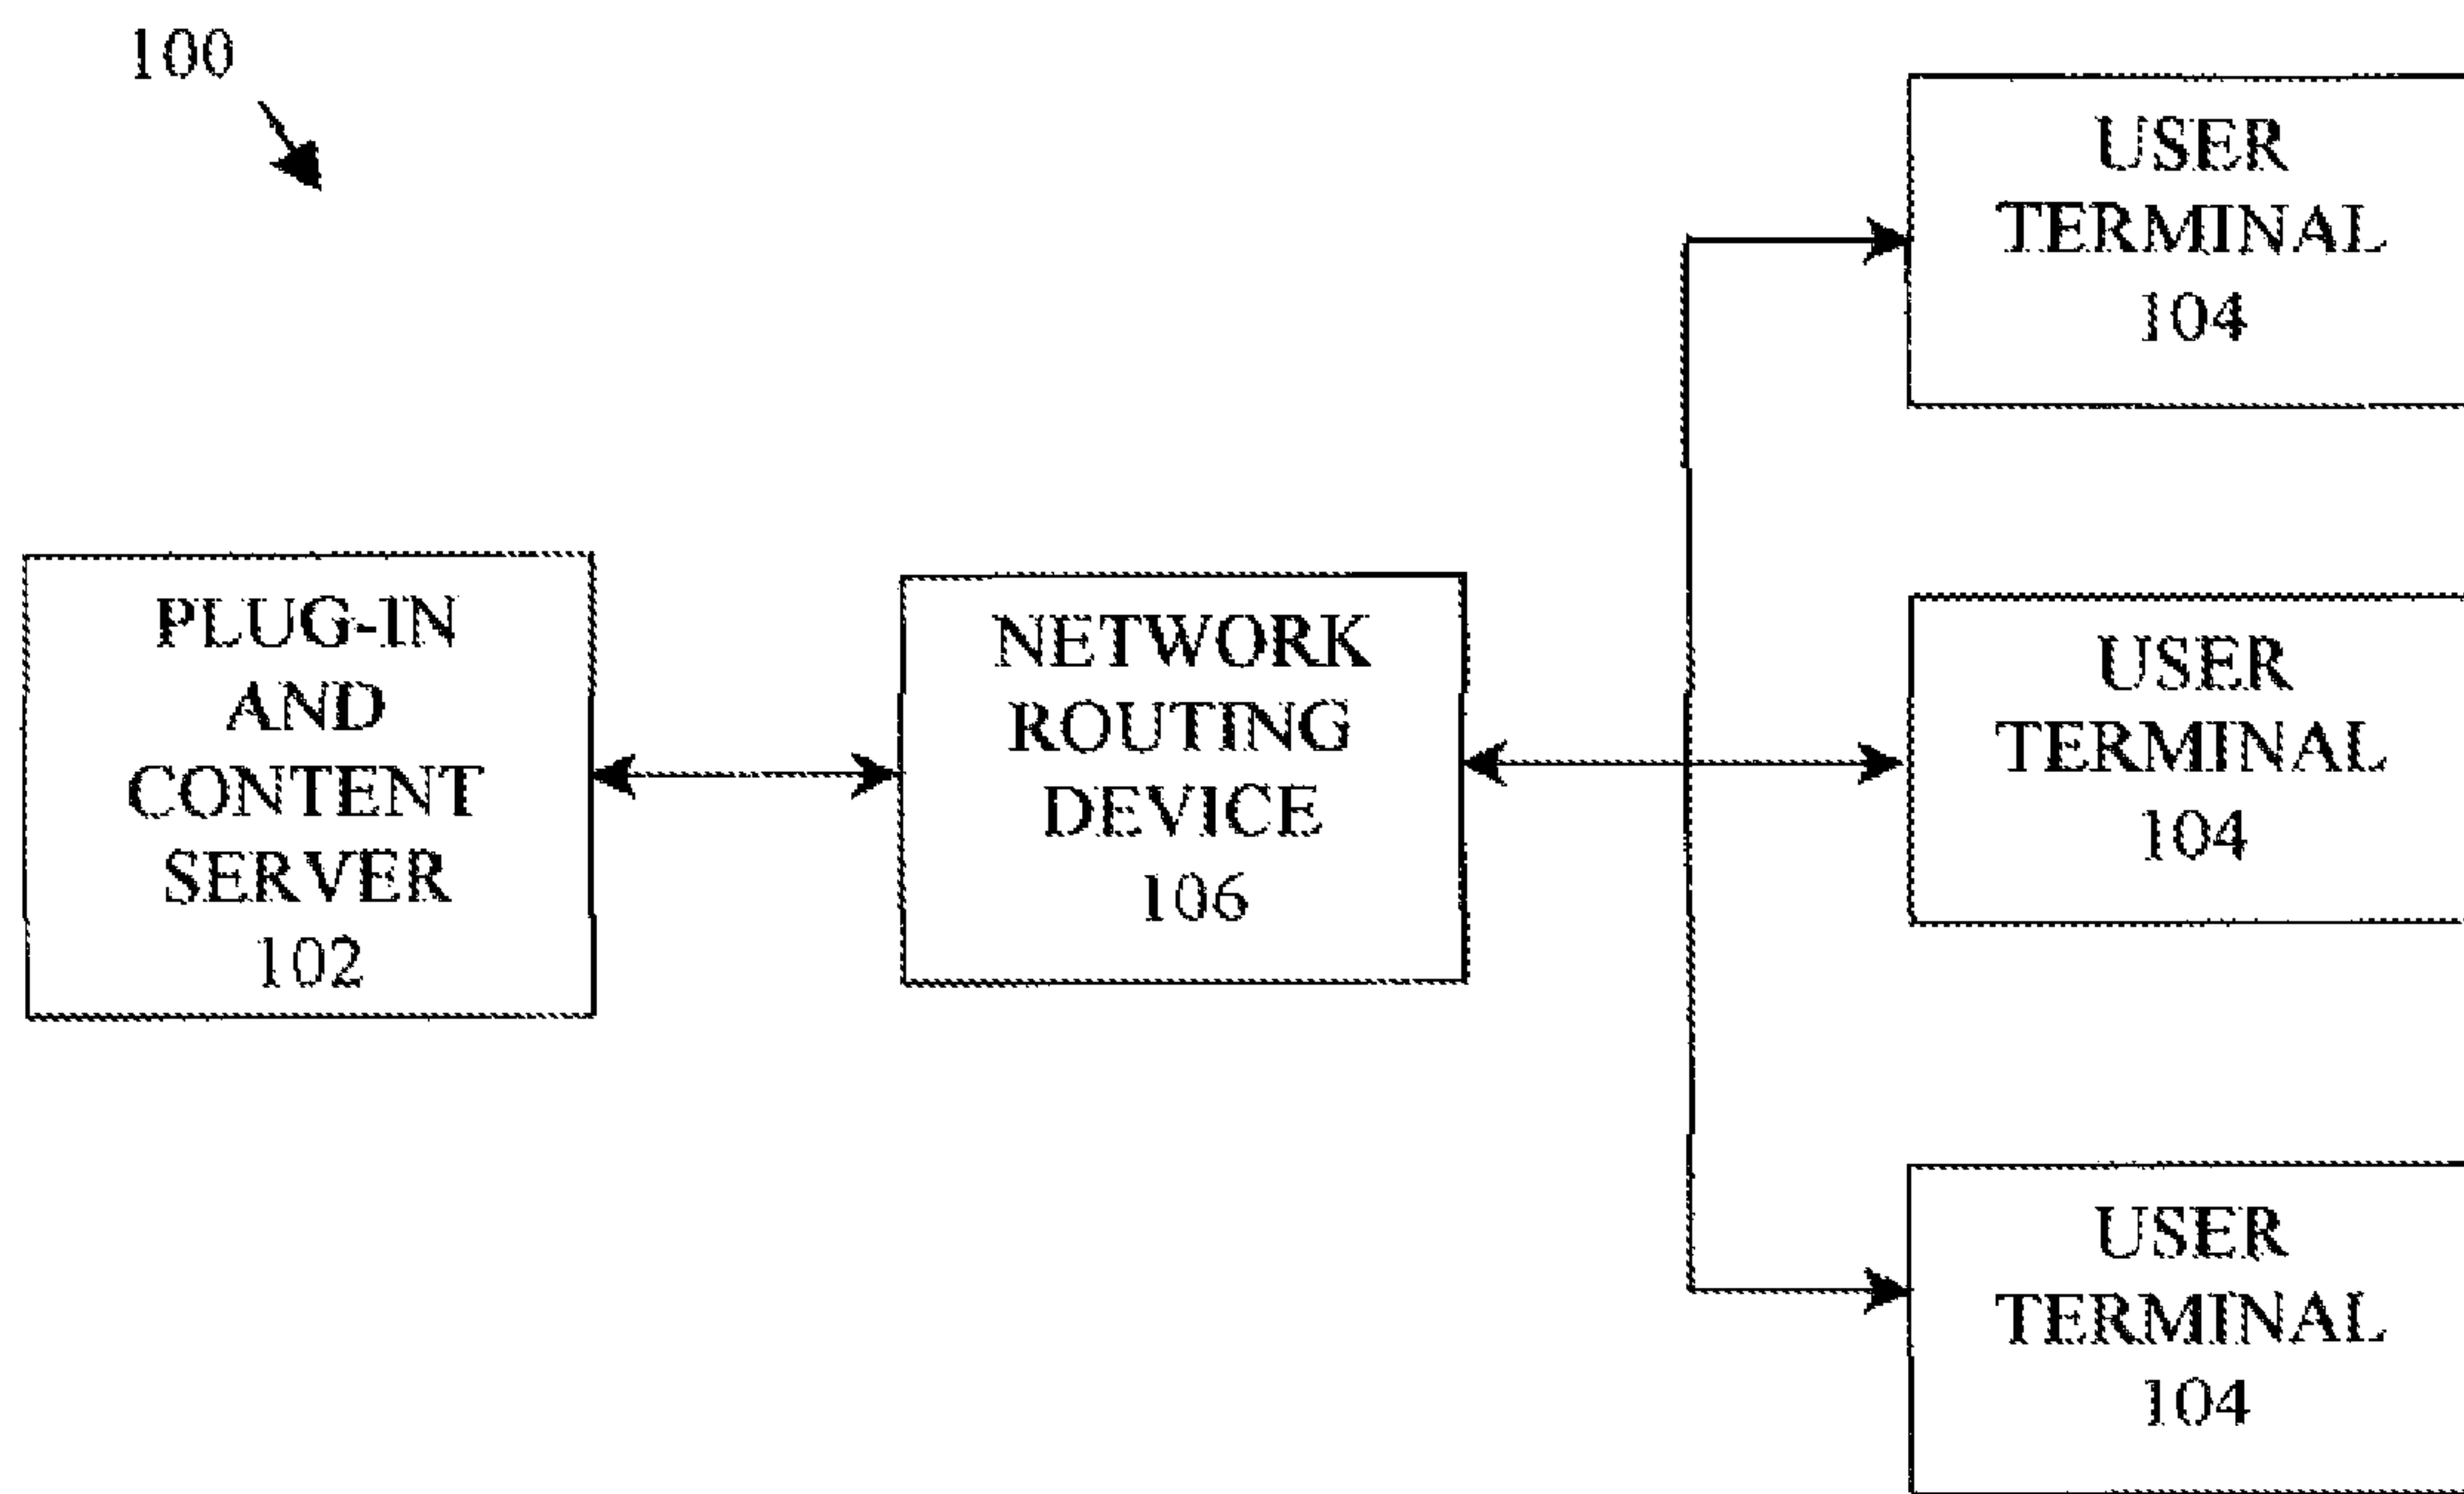 100
PLUG-IN
AND
CONTENT
SERVER
102
NETWORK
ROUTING
DEVICE
106
USER
TERMINAL
104
USER
TERMINAL
104
USER
TERMINAL
104